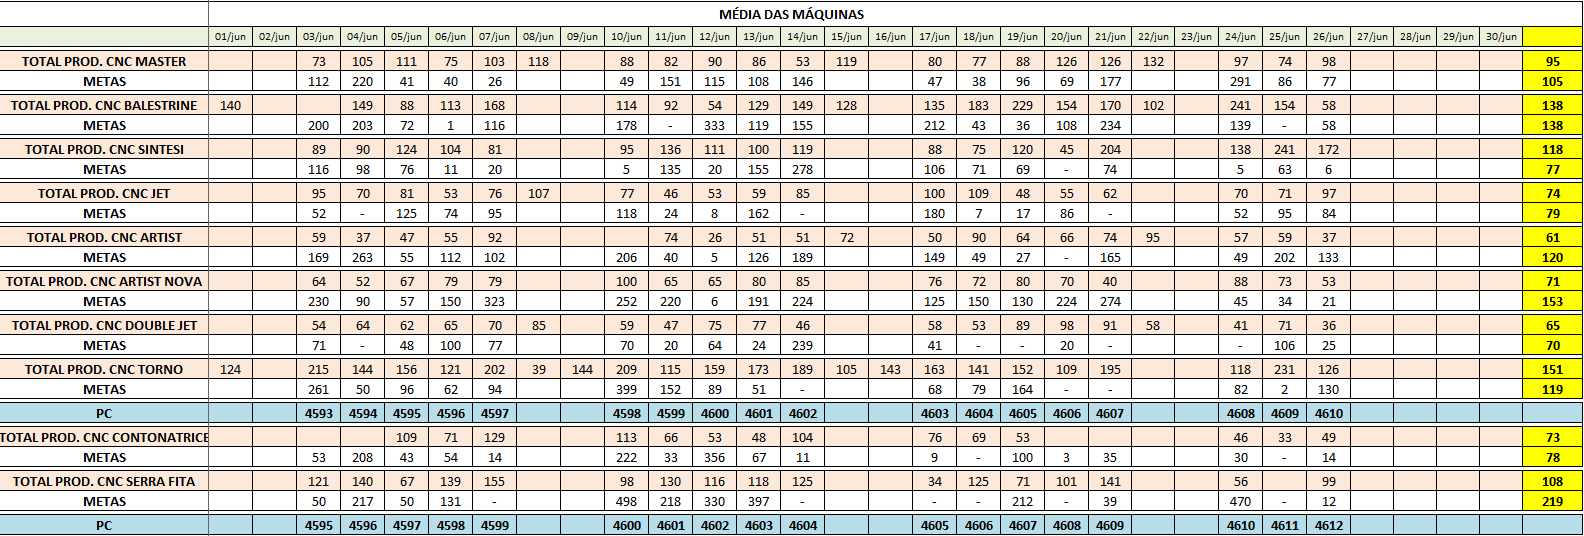 MÉDIA DAS MÁQUINAS
01/jun 02/jun 03/jun 04/jun 05/jun 06/jun 07/jun 08/jun 09/jun 10/jun 11/jun 12/jun 13/jun 14/jun 15/jun 16/jun 17/jun 18/jun 19/jun 20/jun 21/jun 22/jun 23/jun 24/jun 25/jun 26/jun 27/jun 28/jun 29/jun 30/jun
TOTAL PROD. CNC MASTER 73 105 111 75 103 118 88 82 90 86 53 119 80 77 88 126 126 132 97 74 98 95
METAS 112 220 41 40 26 49 151 115 108 146 47 38 96 69 177 291 86 77 105
TOTAL PROD. CNC BALESTRINE 140 149 88 113 168 114 92 54 129 149 128 135 183 229 154 170 102 241 154 58 138
METAS 200 203 72 1 116 178 - 333 119 155 212 43 36 108 234 139 - 58 138
TOTAL PROD. CNC SINTESI 89 90 124 104 81 95 136 111 100 119 88 75 120 45 204 138 241 172 118
METAS 116 98 76 11 20 5 135 20 155 278 106 71 69 - 74 5 63 6 77
TOTAL PROD. CNC JET 95 70 81 53 76 107 77 46 53 59 85 100 109 48 55 62 70 71 97 74
METAS 52 - 125 74 95 118 24 8 162 - 180 7 17 86 - 52 95 84 79
TOTAL PROD. CNC ARTIST 59 37 47 55 92 74 26 51 51 72 50 90 64 66 74 95 57 59 37 61
METAS 169 263 55 112 102 206 40 5 126 189 149 49 27 - 165 49 202 133 120
TOTAL PROD. CNC ARTIST NOVA 64 52 67 79 79 100 65 65 80 85 76 72 80 70 40 88 73 53 71
METAS 230 90 57 150 323 252 220 6 191 224 125 150 130 224 274 45 34 21 153
TOTAL PROD. CNC DOUBLE JET 54 64 62 65 70 85 59 47 75 77 46 58 53 89 98 91 58 41 71 36 65
METAS 71 - 48 100 77 70 20 64 24 239 41 - - 20 - - 106 25 70
TOTAL PROD. CNC TORNO 124 215 144 156 121 202 39 144 209 115 159 173 189 105 143 163 141 152 109 195 118 231 126 151
METAS 261 50 96 62 94 399 152 89 51 - 68 79 164 - - 82 2 130 119
PC 4593 4594 4595 4596 4597 4598 4599 4600 4601 4602 4603 4604 4605 4606 4607 4608 4609 4610
TOTAL PROD. CNC CONTONATRICE 109 71 129 113 66 53 48 104 76 69 53 46 33 49 73
METAS 53 208 43 54 14 222 33 356 67 11 9 - 100 3 35 30 - 14 78
TOTAL PROD. CNC SERRA FITA 121 140 67 139 155 98 130 116 118 125 34 125 71 101 141 56 99 108
METAS 50 217 50 131 - 498 218 330 397 - - - 212 - 39 470 - 12 219
PC 4595 4596 4597 4598 4599 4600 4601 4602 4603 4604 4605 4606 4607 4608 4609 4610 4611 4612